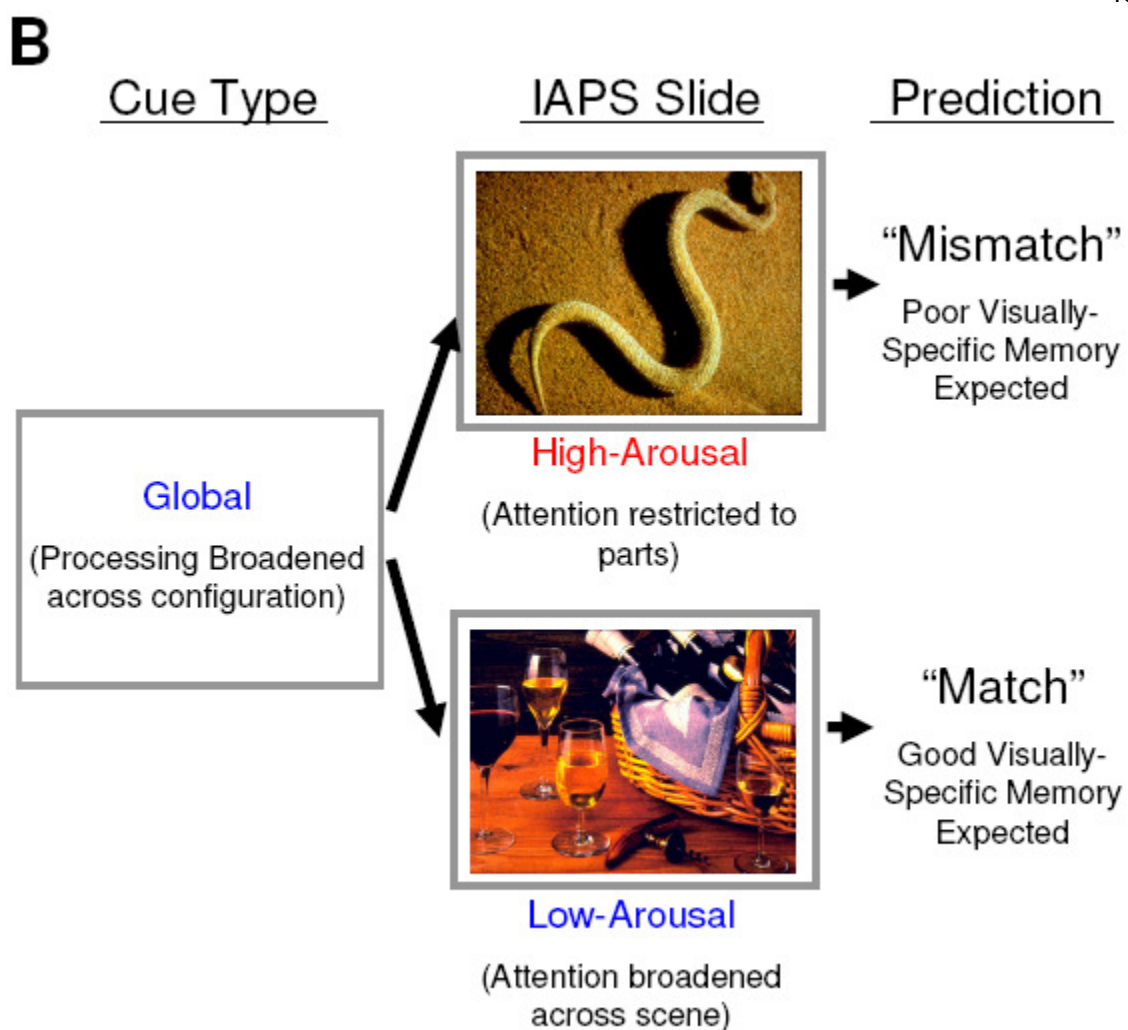 B
Cue Type
IAPS Slide
Prediction
“Mismatch”
Poor Visually-
Specific Memory
Expected
High-Arousal
(Attention restricted to
parts)
Global
(Processing Broadened
across configuration)
“Match”
Good Visually-
Specific Memory
Expected
Low-Arousal
(Attention broadened
across scene)